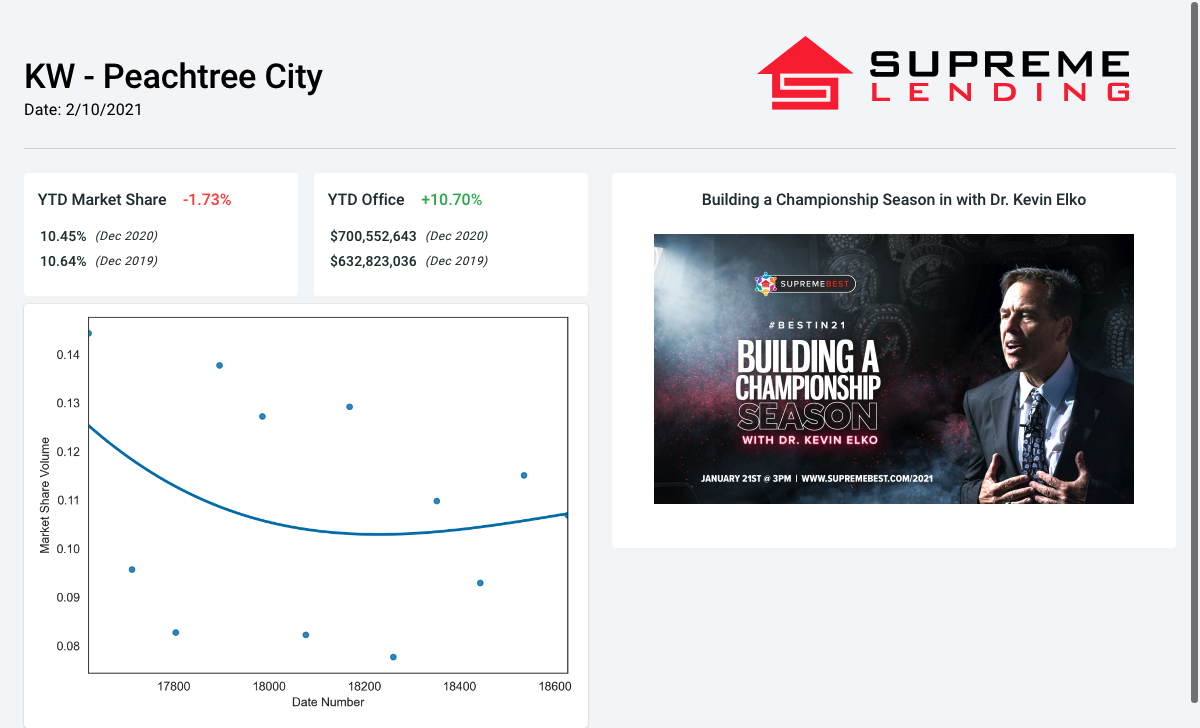 KW - Peachtree City
Date: 2/10/2021
SUPREME
LENDING
YTD Market Share -1.73%
10.45% (Dec 2020)
10.64% (Dec 2019)
YTD Office +10.70%
$700,552,643 (Dec 2020)
$632,823,036 (Dec 2019)
0.14
0.13
0.12
0.11
0.10
0.09
0.08
Market Share Volume
17800 18000 18200 18400 18600
Date Number
Building a Championship Season in with Dr. Kevin Elko
SUPREMEBEST
#BESTIN21
BUILDING A
CHAMPIONSHIP
SEASON
WITH DR. KEVIN ELKO
JANUARY 21ST @ 3PM | WWW.SUPREMEBEST.COM/2021